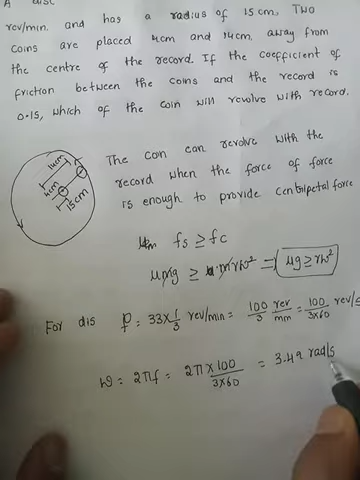 A disc
rev/min. and has a radius of 15cm. Two
coins are placed 4cm and 14cm away from
the centre of the record. If the coefficient of
friction between the coins and the record is
0.15, which of the coin will revolve with record.
The coin can revolve with the
record when the force of force
is enough to provide centripetal force
14cm
4cm
15cm
fs ≥ fc
μmg ≥ mrω² ⇒ μg ≥ rω²
For dis f = 33×1/3 rev/min = 100/3 rev/min = 100/3×60 rev/s
ω = 2πf = 2π×100/3×60 = 3.49 rad/s